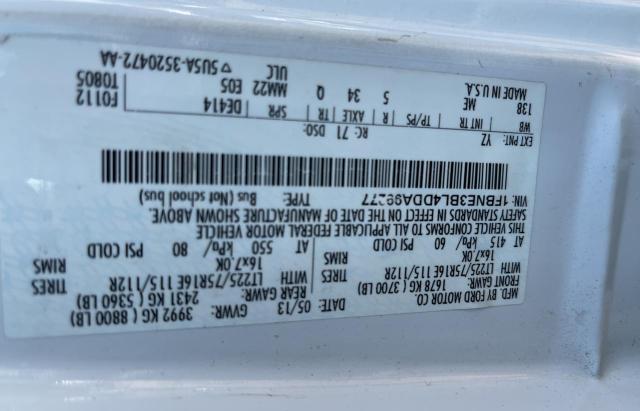 MFD. BY FORD MOTOR CO.
DATE: 05/13 GVWR: 3992 KG ( 8800 LB)
FRONT GAWR: 1678 KG ( 3700 LB) REAR GAWR: 2431 KG ( 5360 LB)
WITH LT225/75R16E 115/112R TIRES WITH LT225/75R16E 115/112R TIRES
16x7.0K RIMS 16x7.0K RIMS
AT 415 kPa/ 60 PSI COLD AT 550 kPa/ 80 PSI COLD
THIS VEHICLE CONFORMS TO ALL APPLICABLE FEDERAL MOTOR VEHICLE
SAFETY STANDARDS IN EFFECT ON THE DATE OF MANUFACTURE SHOWN ABOVE.
VIN: TYPE: Bus (Not school bus)
EXT PNT: YZ RC: 71 DSO:
WB INT TR TP/PS R AXLE TR SPR DE414 F0112
138 ME 5 34 Q MM22 E05 T0805
MADE IN U.S.A. ULC 5USA-3520472-AA